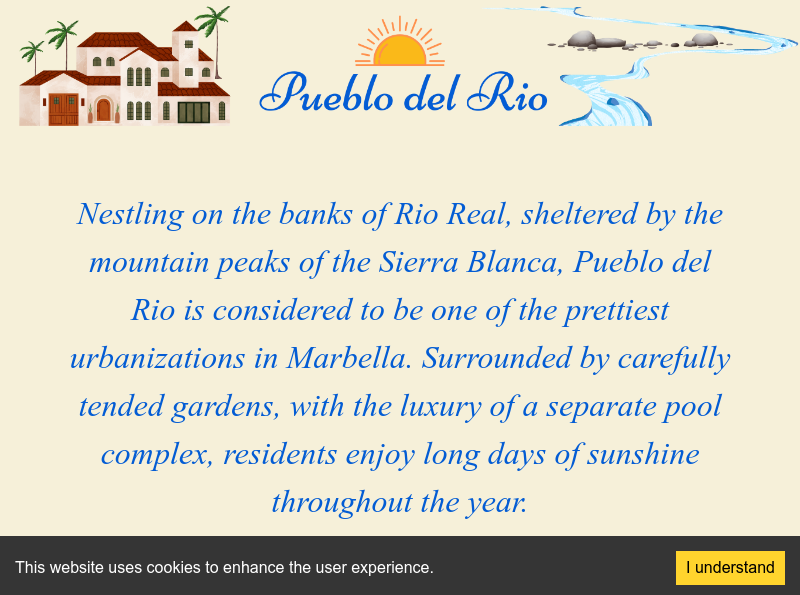 Pueblo del Rio
Nestling on the banks of Rio Real, sheltered by the
mountain peaks of the Sierra Blanca, Pueblo del
Rio is considered to be one of the prettiest
urbanizations in Marbella. Surrounded by carefully
tended gardens, with the luxury of a separate pool
complex, residents enjoy long days of sunshine
throughout the year.
This website uses cookies to enhance the user experience.
I understand